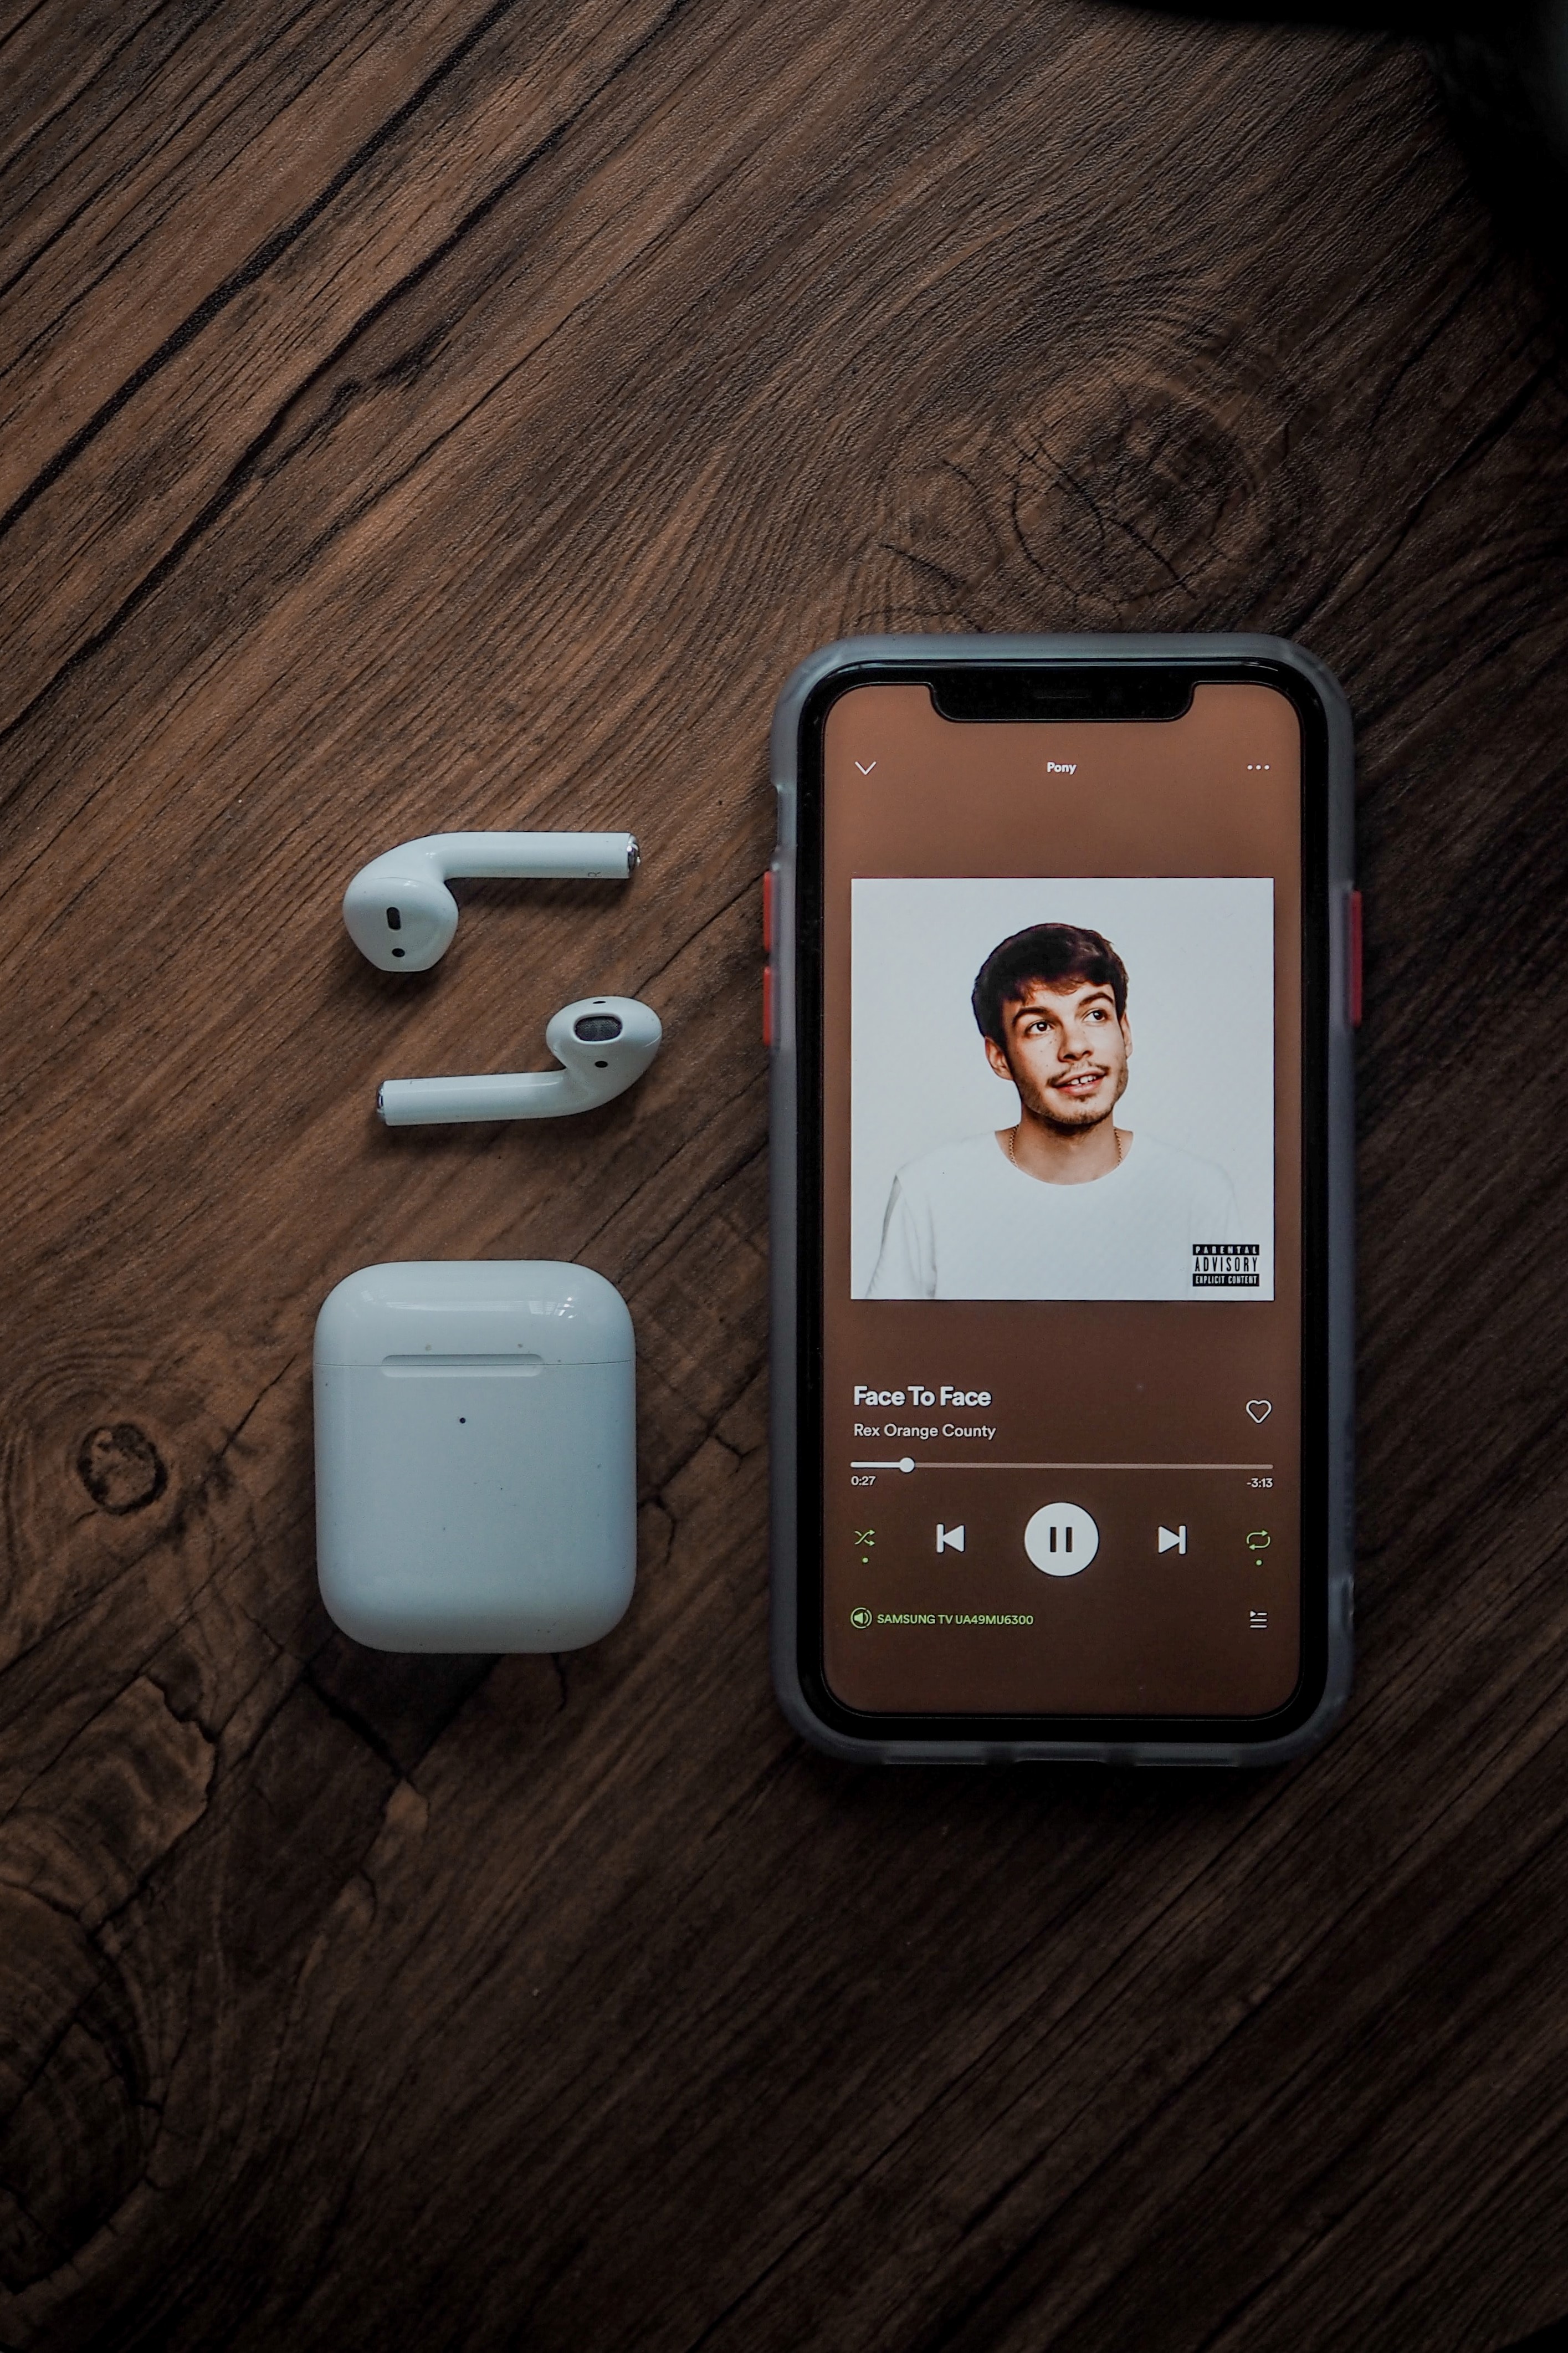 Pony
PARENTAL
ADVISORY
EXPLICIT CONTENT
Face To Face
Rex Orange County
0:27
-3:13
SAMSUNG TV UA49MU6300